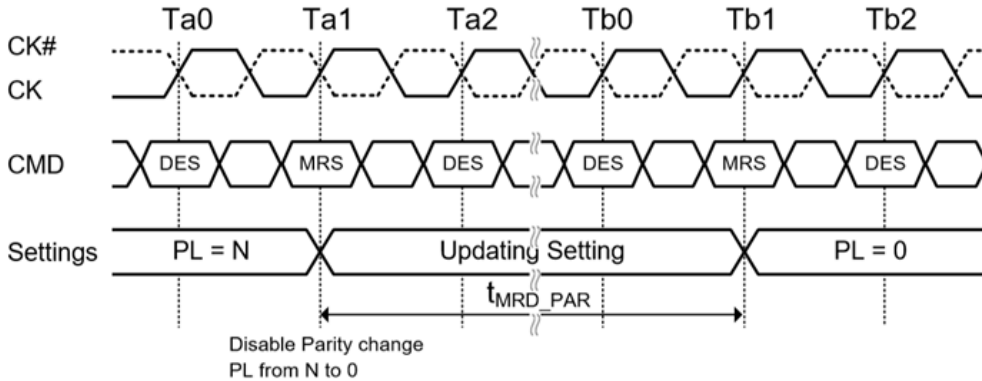 Ta0 Ta1 Ta2 Tb0 Tb1 Tb2
CK#
CK
CMD DES MRS DES DES MRS DES
Settings PL = N Updating Setting PL = 0
tMRD_PAR
Disable Parity change
PL from N to 0